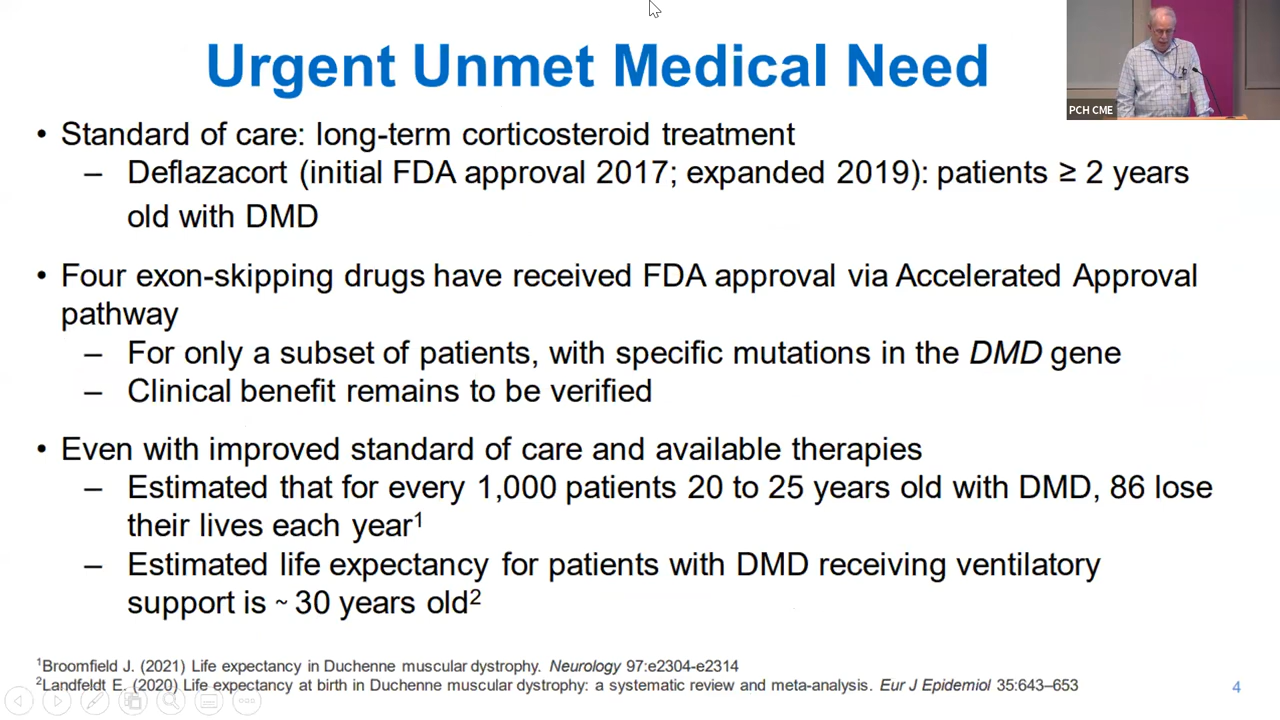 Urgent Unmet Medical Need
PCH CME
• Standard of care: long-term corticosteroid treatment
– Deflazacort (initial FDA approval 2017; expanded 2019): patients ≥ 2 years
old with DMD
• Four exon-skipping drugs have received FDA approval via Accelerated Approval
pathway
– For only a subset of patients, with specific mutations in the DMD gene
– Clinical benefit remains to be verified
• Even with improved standard of care and available therapies
– Estimated that for every 1,000 patients 20 to 25 years old with DMD, 86 lose
their lives each year¹
– Estimated life expectancy for patients with DMD receiving ventilatory
support is ~ 30 years old²
¹Broomfield J. (2021) Life expectancy in Duchenne muscular dystrophy. Neurology 97:e2304-e2314
²Landfeldt E. (2020) Life expectancy at birth in Duchenne muscular dystrophy: a systematic review and meta-analysis. Eur J Epidemiol 35:643–653
4